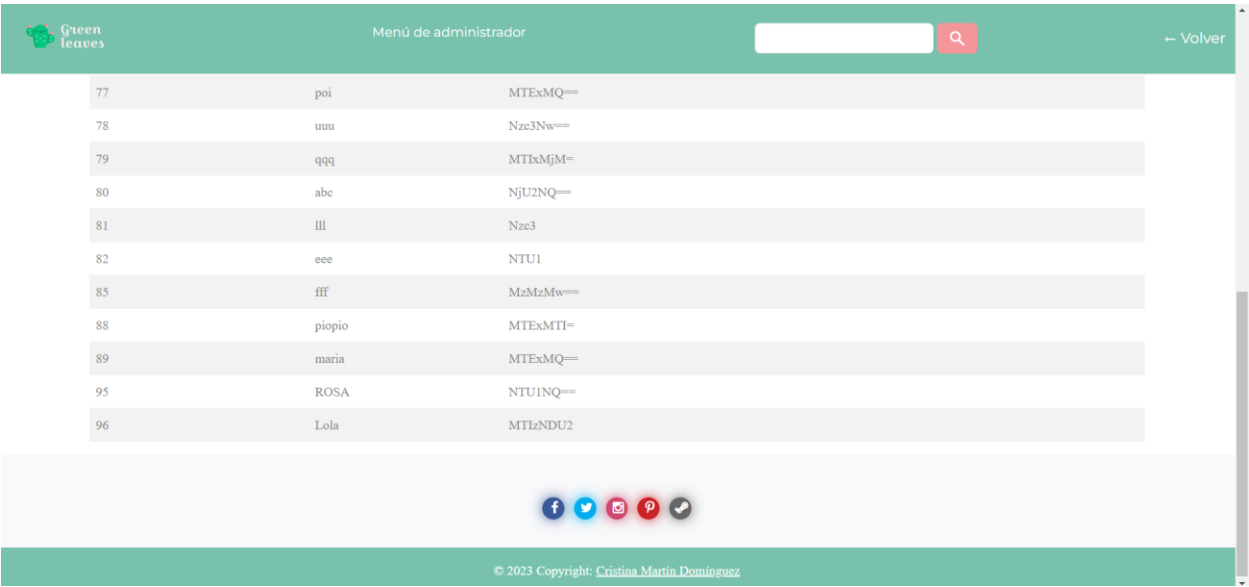 Green
leaves
Menú de administrador
← Volver
77 poi MTExMQ==
78 uuu Nzc3Nw==
79 qqq MTIxMjM=
80 abc NjU2NQ==
81 lll Nzc3
82 eee NTU1
85 fff MzMzMw==
88 piopio MTExMTI=
89 maria MTExMQ==
95 ROSA NTU1NQ==
96 Lola MTIzNDU2
© 2023 Copyright: Cristina Martín Domínguez